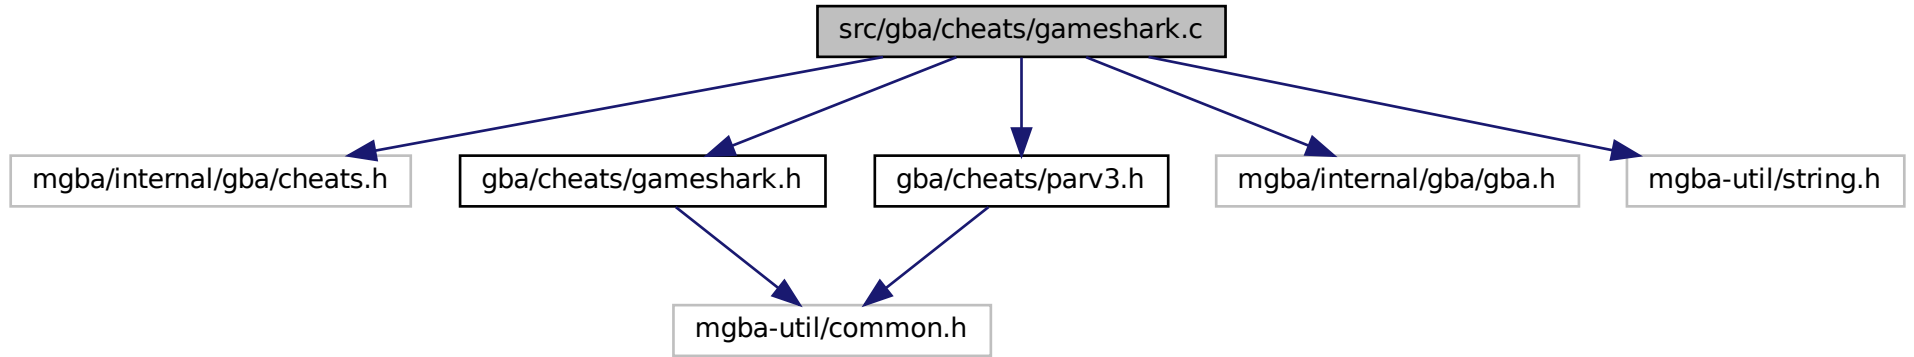 src/gba/cheats/gameshark.c
mgba/internal/gba/cheats.h
gba/cheats/gameshark.h
gba/cheats/parv3.h
mgba/internal/gba/gba.h
mgba-util/string.h
mgba-util/common.h